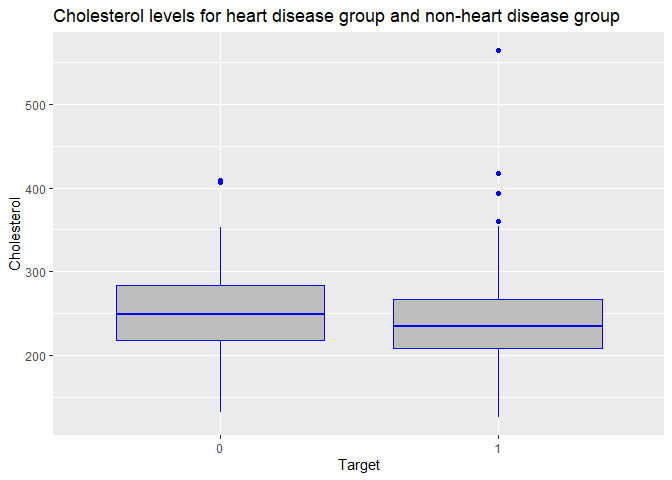 Cholesterol levels for heart disease group and non-heart disease group
Cholesterol
500
400
300
200
0 1
Target